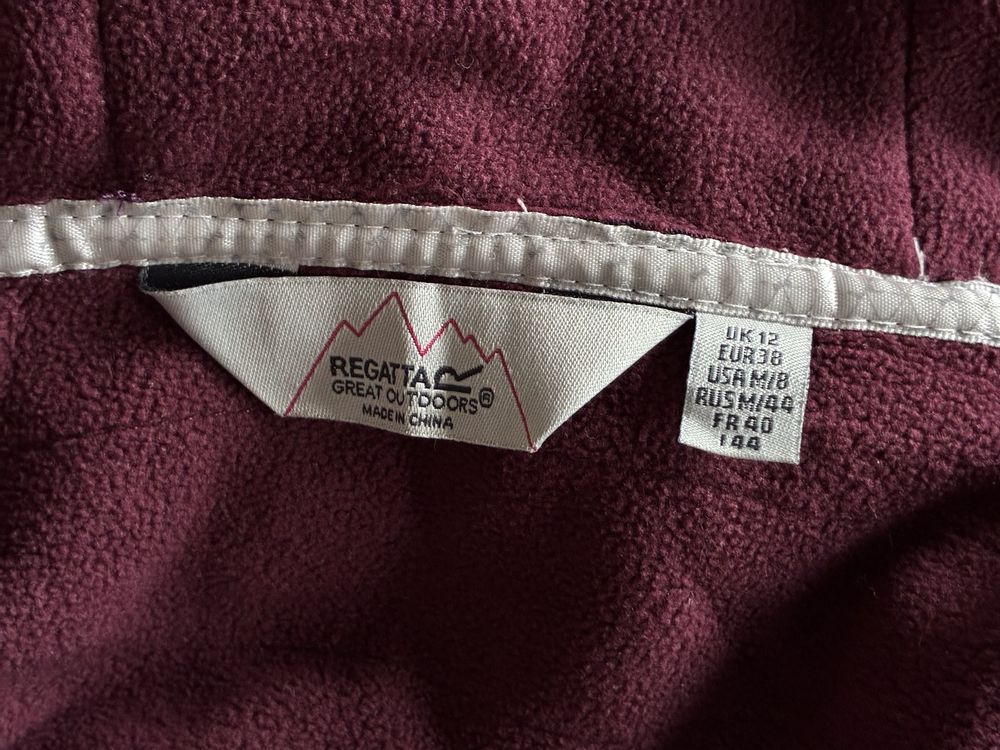 REGATTA
GREAT OUTDOORS®
MADE IN CHINA
UK 12
EUR 38
USA M/8
RUS M/44
FR 40
I 44